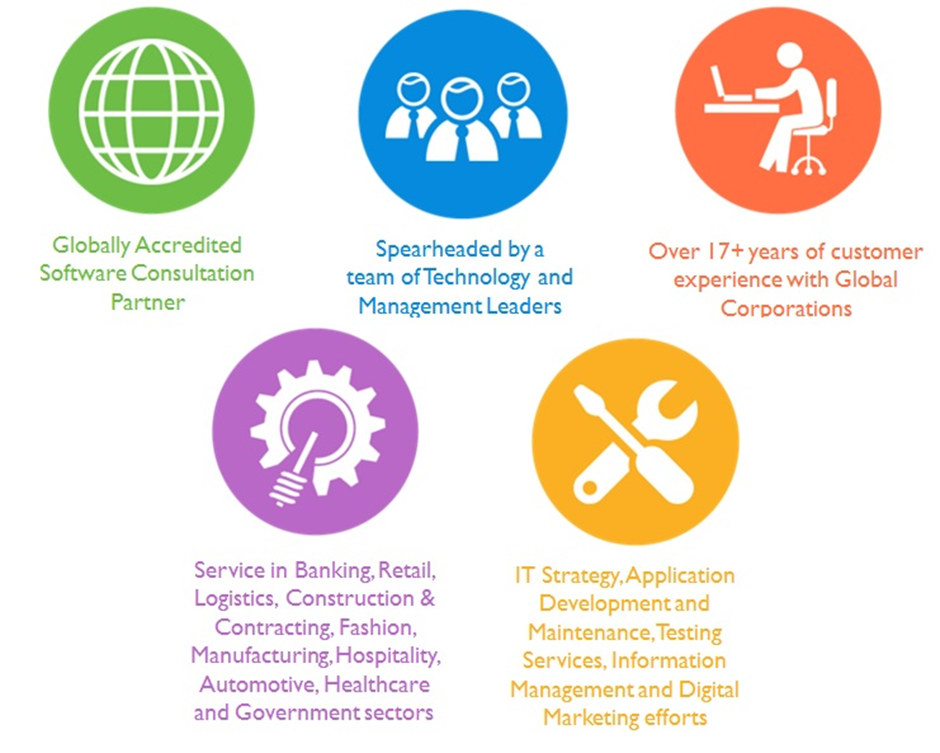 Globally Accredited
Software Consultation
Partner
Spearheaded by a
team of Technology and
Management Leaders
Over 17+ years of customer
experience with Global
Corporations
Service in Banking, Retail,
Logistics, Construction &
Contracting, Fashion,
Manufacturing, Hospitality,
Automotive, Healthcare
and Government sectors
IT Strategy, Application
Development and
Maintenance, Testing
Services, Information
Management and Digital
Marketing efforts